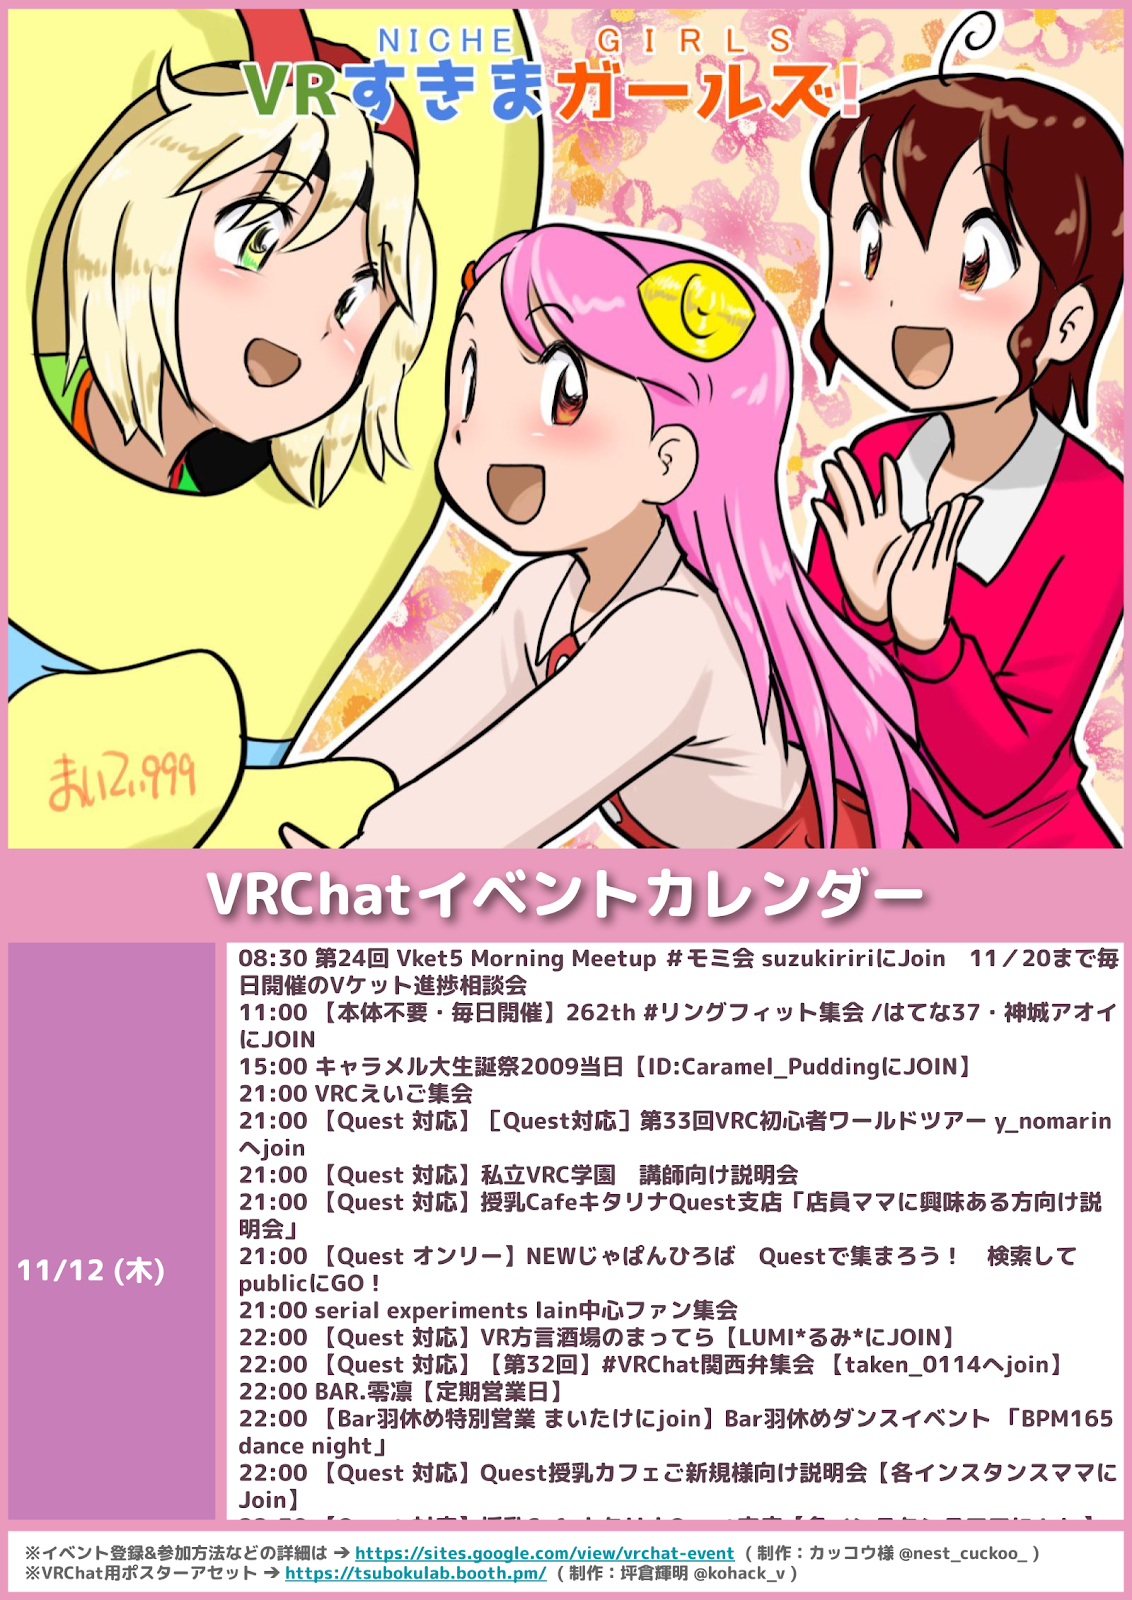 NICHE GIRLS
VRすきまガールズ!
まいてぃ999
VRChatイベントカレンダー
11/12 (木)
08:30 第24回 Vket5 Morning Meetup ＃モミ会 suzukiririにJoin　11／20まで毎
日開催のVケット進捗相談会
11:00 【本体不要・毎日開催】262th #リングフィット集会 /はてな37・神城アオイ
にJOIN
15:00 キャラメル大生誕祭2009当日【ID:Caramel_PuddingにJOIN】
21:00 VRCえいご集会
21:00 【Quest 対応】［Quest対応］第33回VRC初心者ワールドツアー y_nomarin
へjoin
21:00 【Quest 対応】私立VRC学園　講師向け説明会
21:00 【Quest 対応】授乳CafeキタリナQuest支店「店員ママに興味ある方向け説
明会」
21:00 【Quest オンリー】NEWじゃぱんひろば　Questで集まろう！　検索して
publicにGO！
21:00 serial experiments lain中心ファン集会
22:00 【Quest 対応】VR方言酒場のまってら【LUMI*るみ*にJOIN】
22:00 【Quest 対応】【第32回】#VRChat関西弁集会 【taken_0114へjoin】
22:00 BAR.零凛【定期営業日】
22:00 【Bar羽休め特別営業 まいたけにjoin】Bar羽休めダンスイベント 「BPM165
dance night」
22:00 【Quest 対応】Quest授乳カフェご新規様向け説明会【各インスタンスママに
Join】
※イベント登録&参加方法などの詳細は ➔ https://sites.google.com/view/vrchat-event （ 制作：カッコウ様 @nest_cuckoo_ ）
※VRChat用ポスターアセット ➔ https://tsubokulab.booth.pm/ （ 制作：坪倉輝明 @kohack_v ）